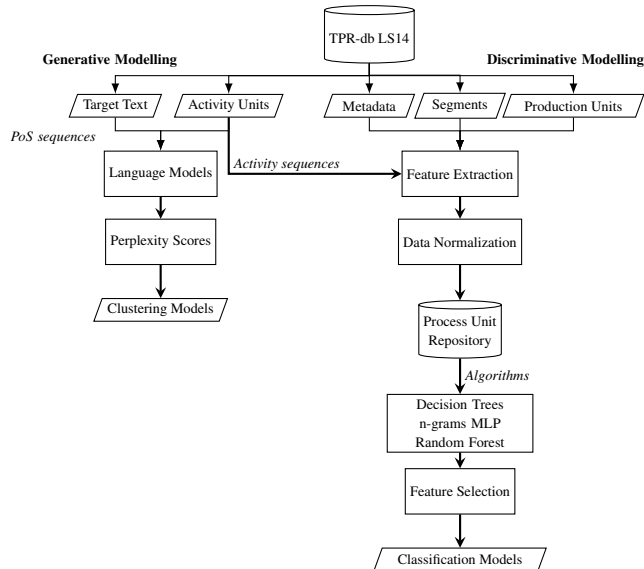 TPR-db LS14
Generative Modelling
Discriminative Modelling
Target Text
Activity Units
Metadata
Segments
Production Units
PoS sequences
Activity sequences
Language Models
Feature Extraction
Perplexity Scores
Data Normalization
Clustering Models
Process Unit
Repository
Algorithms
Decision Trees
n-grams MLP
Random Forest
Feature Selection
Classification Models